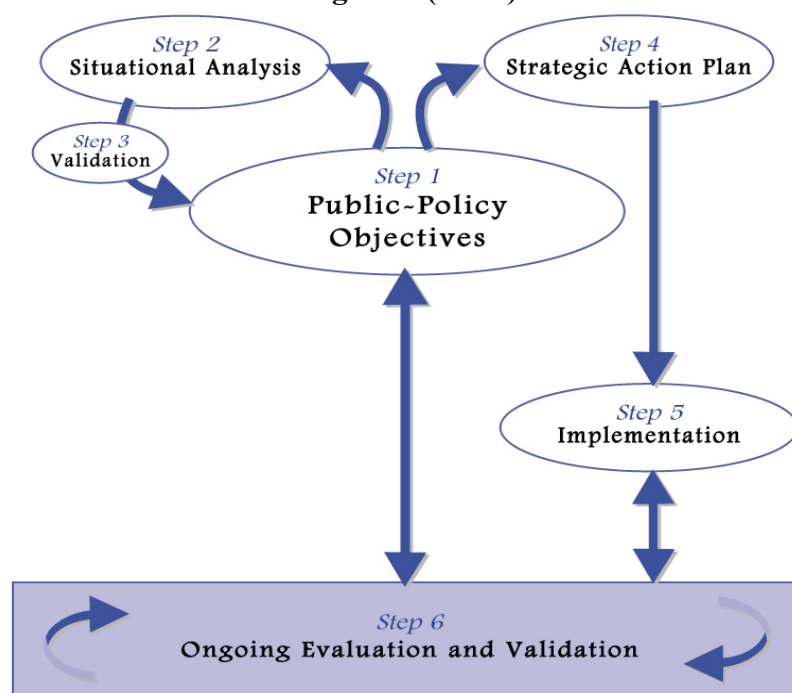 Step 2
Situational Analysis
Step 4
Strategic Action Plan
Step 3
Validation
Step 1
Public-Policy
Objectives
Step 5
Implementation
Step 6
Ongoing Evaluation and Validation